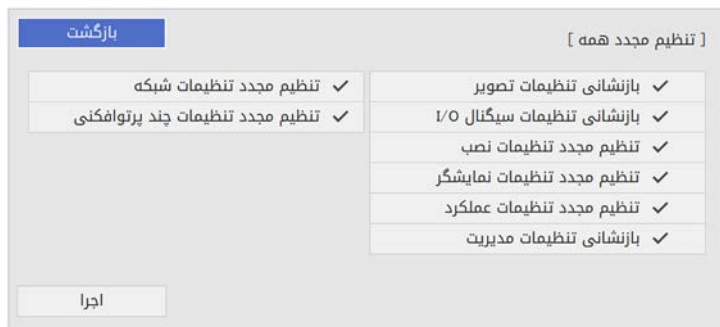 [ تنظیم مجدد همه ]
بازگشت
✓ بازنشانی تنظیمات تصویر
✓ بازنشانی تنظیمات سیگنال I/O
✓ تنظیم مجدد تنظیمات نصب
✓ تنظیم مجدد تنظیمات نمایشگر
✓ تنظیم مجدد تنظیمات عملکرد
✓ بازنشانی تنظیمات مدیریت
✓ تنظیم مجدد تنظیمات شبکه
✓ تنظیم مجدد تنظیمات چند پرتوافکنی
اجرا